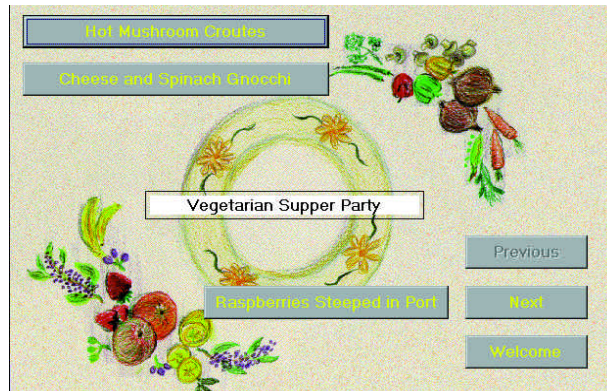 Hot Mushroom Croutes
Cheese and Spinach Gnocchi
Vegetarian Supper Party
Previous
Raspberries Steeped in Port
Next
Welcome